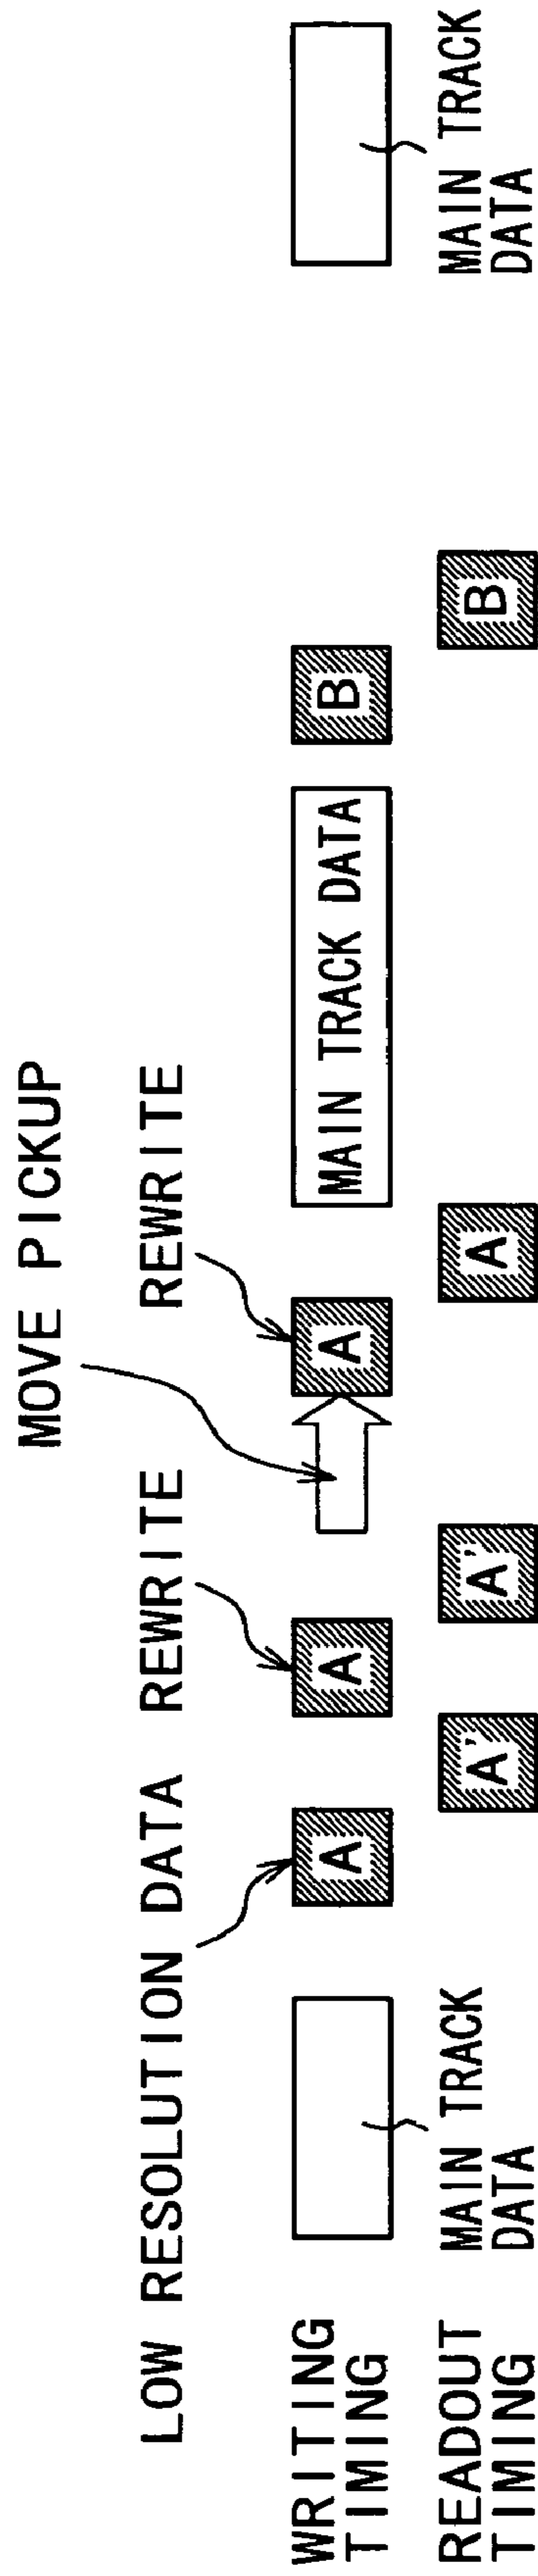 MOVE PICKUP
LOW RESOLUTION DATA REWRITE REWRITE
WRITING
TIMING
A A A MAIN TRACK DATA B
READOUT
TIMING
MAIN TRACK
DATA
A' A' A B
MAIN TRACK
DATA